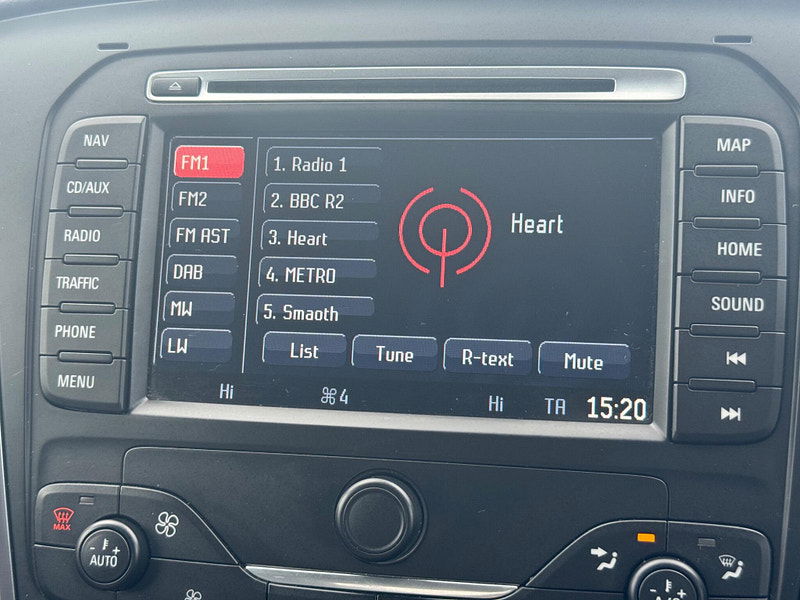 NAV
CD/AUX
RADIO
TRAFFIC
PHONE
MENU
FM1
FM2
FM AST
DAB
MW
LW
1. Radio 1
2. BBC R2
3. Heart
4. METRO
5. Smaoth
Heart
List
Tune
R-text
Mute
Hi
4
Hi
TA
15:20
MAP
INFO
HOME
SOUND
MAX
- +
AUTO
- +